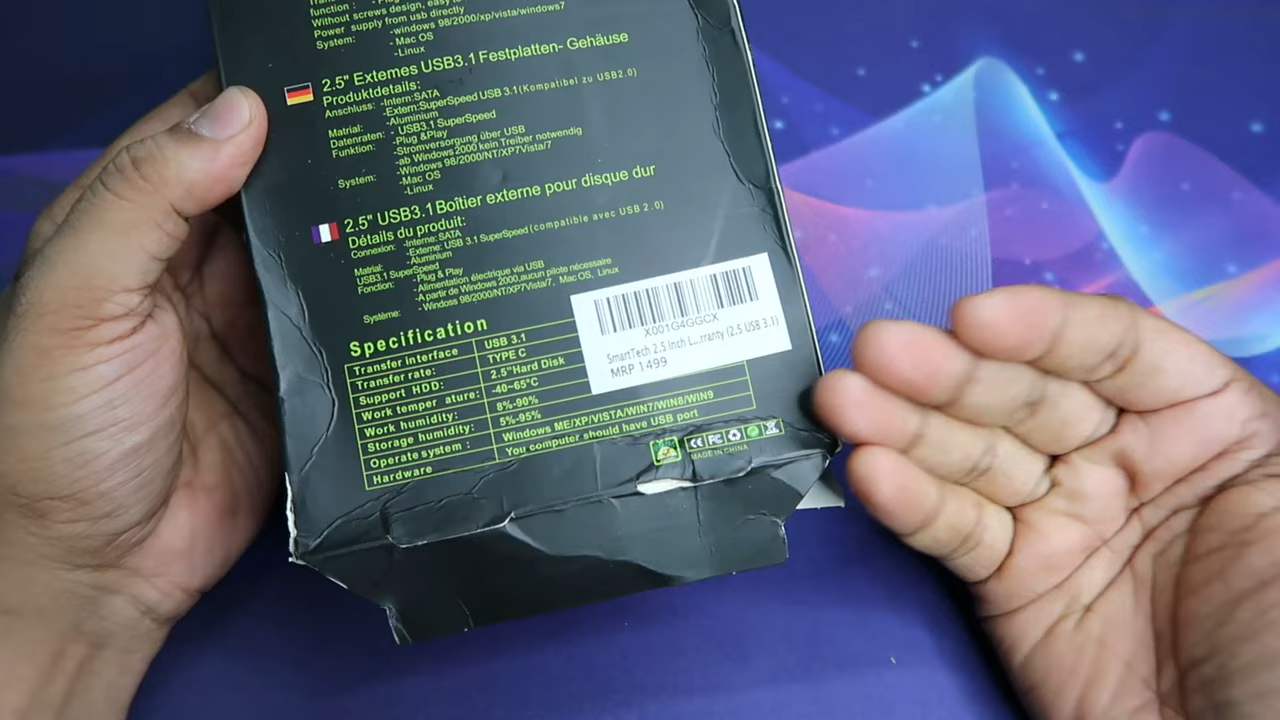 function : - Plug
Without screws design, easy to
Power supply from usb directly
System: -windows 98/2000/xp/vista/windows7
- Mac OS
-Linux
2.5" Extemes USB3.1 Festplatten- Gehäuse
Produktdetails:
Anschluss: -Intern:SATA
-Extern:SuperSpeed USB 3.1(Kompatibel zu USB2.0)
Matrial: -Aluminium
Datenraten: - USB3.1 SuperSpeed
Funktion: -Plug &Play
-Stromversorgung über USB
-ab Windows2000 kein Treiber notwendig
System: -Windows 98/2000/NT/XP7Vista/7
-Mac OS
-Linux
2.5" USB3.1 Boîtier externe pour disque dur
Détails du produit:
Connexion: -Interne: SATA
-Externe: USB 3.1 SuperSpeed (compatible avec USB 2.0)
Matrial: -Aluminium
USB3.1 SuperSpeed
Fonction: -Plug & Play
-Alimentation électrique via USB
-A partir de Windows 2000,aucun pilote nécessaire
Système: - Windoss 98/2000/NT/XP7Vista/7, Mac OS, Linux
Specification
Transfer interface USB 3.1
Transfer rate: TYPE C
Support HDD: 2.5"Hard Disk
Work temper ature: -40~65°C
Work humidity: 8%-90%
Storage humidity: 5%-95%
Operate system : Windows ME/XP/VISTA/WIN7/WIN8/WIN9
Hardware You computer should have USB port
X001G4GGCX
SmartTech 2.5 Inch L...rranty (2.5 USB 3.1)
MRP 1499
CE FC
MADE IN CHINA